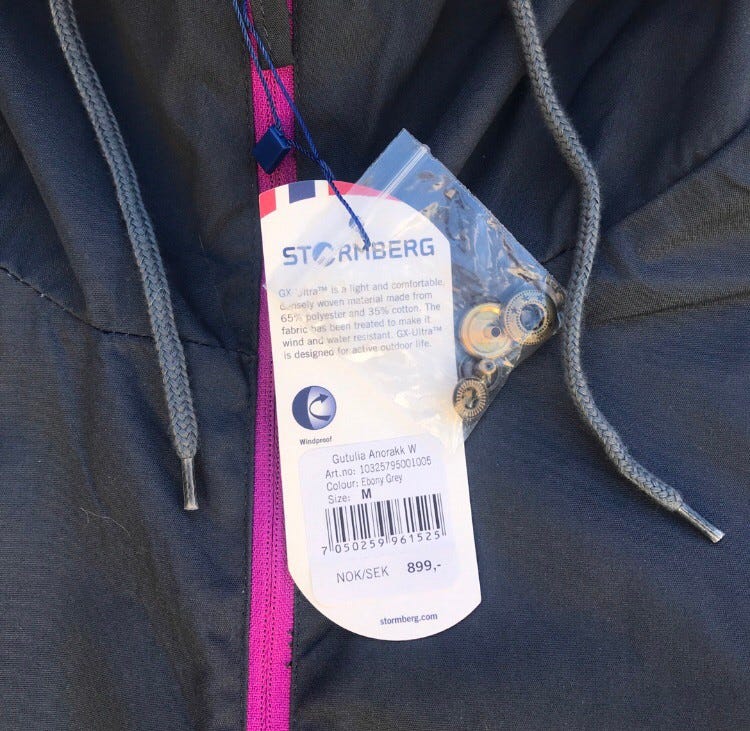 STORMBERG
GX-Ultra™ is a light and comfortable,
densely woven material made from
65% polyester and 35% cotton. The
fabric has been treated to make it
wind and water resistant. GX-Ultra™
is designed for active outdoor life.
Windproof
Gutulia Anorakk W
Art.no: 10325795001005
Colour: Ebony Grey
Size: M
7 050259 961525
NOK/SEK 899,-
stormberg.com